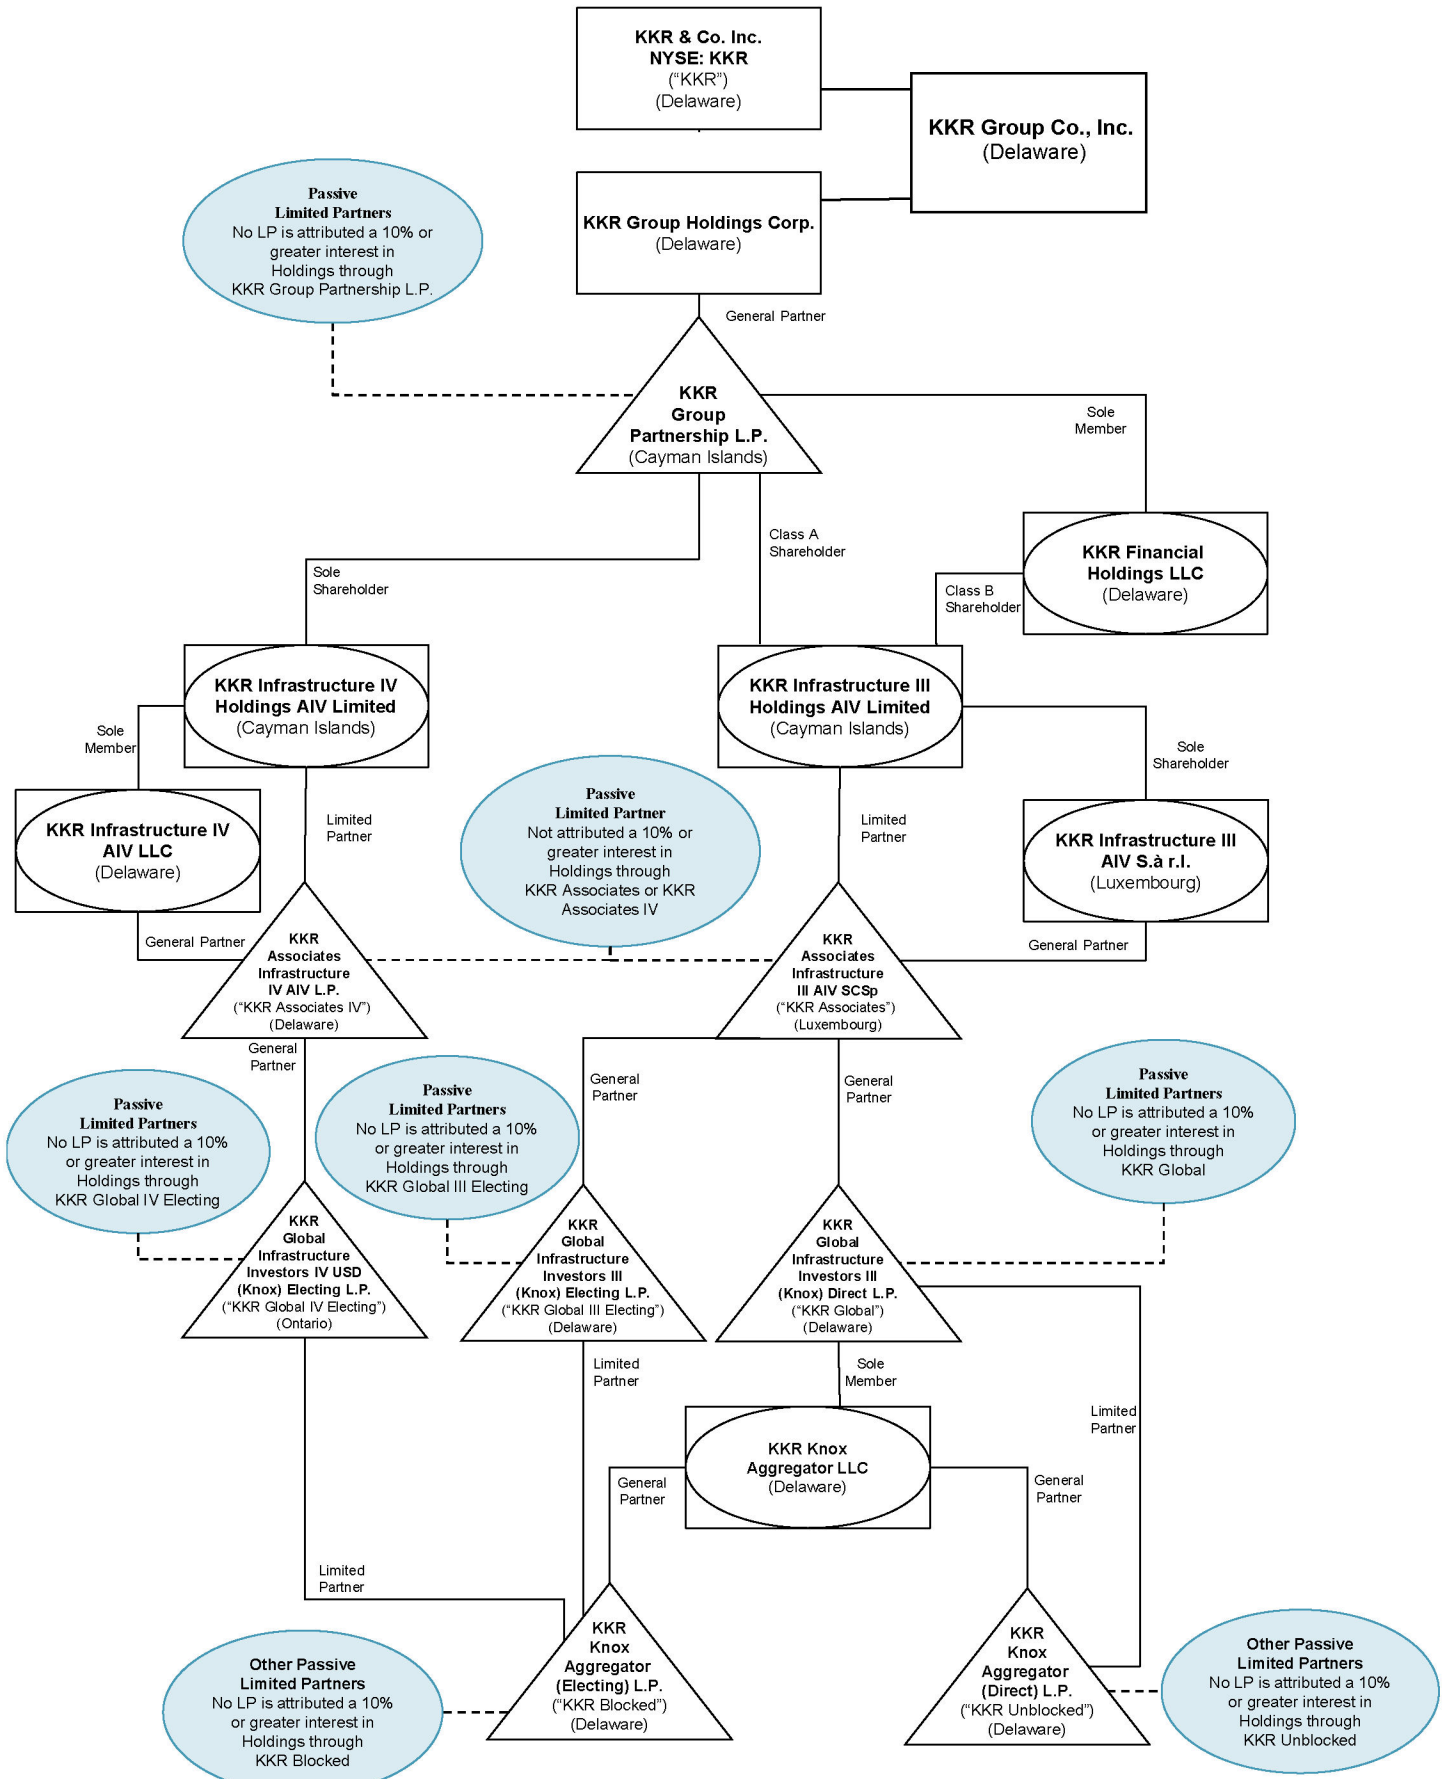 KKR & Co. Inc.
NYSE: KKR
(“KKR”)
(Delaware)
KKR Group Co., Inc.
(Delaware)
Passive
Limited Partners
No LP is attributed a 10% or
greater interest in
Holdings through
KKR Group Partnership L.P.
KKR Group Holdings Corp.
(Delaware)
General Partner
KKR
Group
Partnership L.P.
(Cayman Islands)
Sole
Member
Class A
Shareholder
KKR Financial
Holdings LLC
(Delaware)
Sole
Shareholder
Class B
Shareholder
KKR Infrastructure IV
Holdings AIV Limited
(Cayman Islands)
KKR Infrastructure III
Holdings AIV Limited
(Cayman Islands)
Sole
Member
Sole
Shareholder
KKR Infrastructure IV
AIV LLC
(Delaware)
Limited
Partner
Passive
Limited Partner
Not attributed a 10% or
greater interest in
Holdings through
KKR Associates or KKR
Associates IV
Limited
Partner
KKR Infrastructure III
AIV S.à r.l.
(Luxembourg)
General Partner
KKR
Associates
Infrastructure
IV AIV L.P.
(“KKR Associates IV”)
(Delaware)
KKR
Associates
Infrastructure
III AIV SCSp
(“KKR Associates”)
(Luxembourg)
General Partner
General
Partner
General
Partner
General
Partner
Passive
Limited Partners
No LP is attributed a 10%
or greater interest in
Holdings through
KKR Global IV Electing
Passive
Limited Partners
No LP is attributed a 10%
or greater interest in
Holdings through
KKR Global III Electing
Passive
Limited Partners
No LP is attributed a 10%
or greater interest in
Holdings through
KKR Global
KKR
Global
Infrastructure
Investors IV USD
(Knox) Electing L.P.
(“KKR Global IV Electing”)
(Ontario)
KKR
Global
Infrastructure
Investors III
(Knox) Electing L.P.
(“KKR Global III Electing”)
(Delaware)
KKR
Global
Infrastructure
Investors III
(Knox) Direct L.P.
(“KKR Global”)
(Delaware)
Limited
Partner
Sole
Member
Limited
Partner
KKR Knox
Aggregator LLC
(Delaware)
General
Partner
General
Partner
Limited
Partner
KKR
Knox
Aggregator
(Electing) L.P.
(“KKR Blocked”)
(Delaware)
KKR
Knox
Aggregator
(Direct) L.P.
(“KKR Unblocked”)
(Delaware)
Other Passive
Limited Partners
No LP is attributed a 10%
or greater interest in
Holdings through
KKR Blocked
Other Passive
Limited Partners
No LP is attributed a 10%
or greater interest in
Holdings through
KKR Unblocked